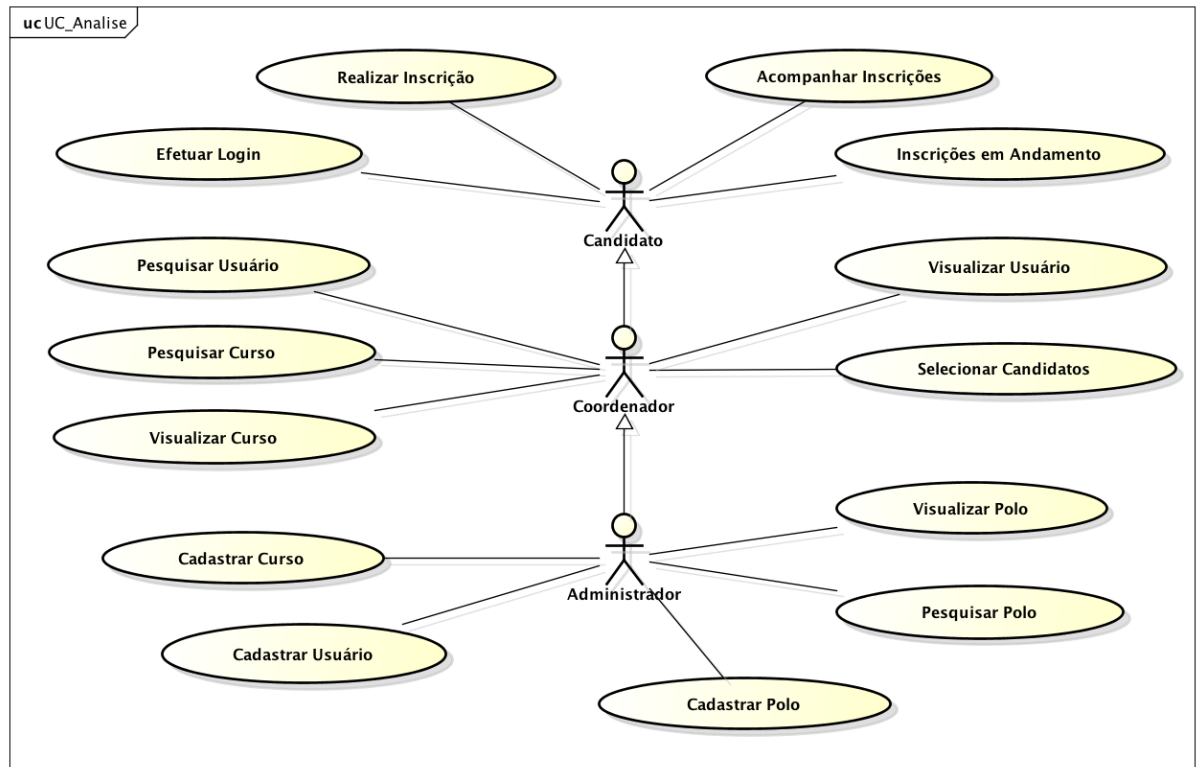 uc UC_Analise
Realizar Inscrição
Acompanhar Inscrições
Efetuar Login
Inscrições em Andamento
Candidato
Pesquisar Usuário
Visualizar Usuário
Pesquisar Curso
Selecionar Candidatos
Coordenador
Visualizar Curso
Visualizar Polo
Cadastrar Curso
Administrador
Pesquisar Polo
Cadastrar Usuário
Cadastrar Polo